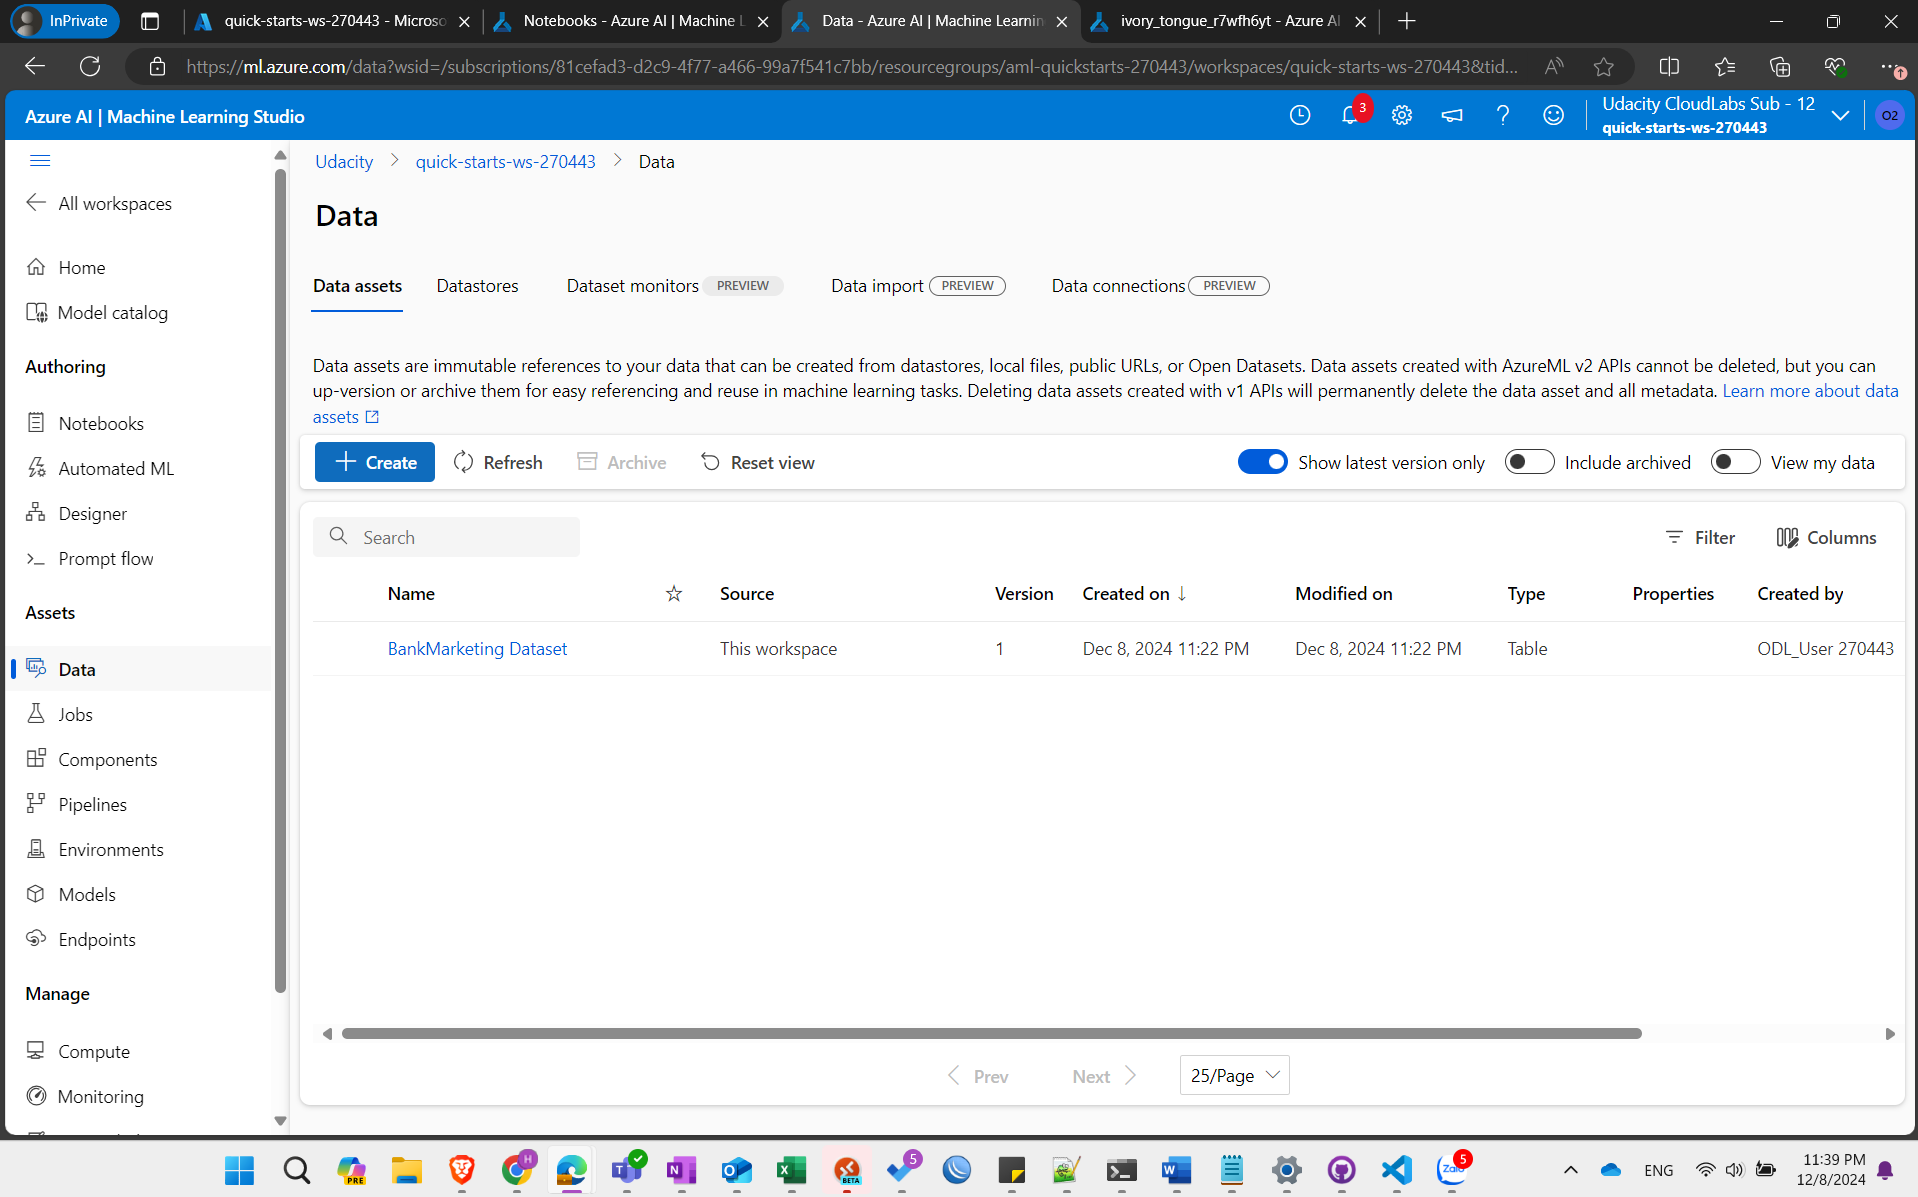 InPrivate
quick-starts-ws-270443 - Microso
Notebooks - Azure AI | Machine L
Data - Azure AI | Machine Learnin
ivory_tongue_r7wfh6yt - Azure AI
https://ml.azure.com/data?wsid=/subscriptions/81cefad3-d2c9-4f77-a466-99a7f541c7bb/resourcegroups/aml-quickstarts-270443/workspaces/quick-starts-ws-270443&tid...
Azure AI | Machine Learning Studio
3
Udacity CloudLabs Sub - 12
quick-starts-ws-270443
O2
All workspaces
Home
Model catalog
Authoring
Notebooks
Automated ML
Designer
Prompt flow
Assets
Data
Jobs
Components
Pipelines
Environments
Models
Endpoints
Manage
Compute
Monitoring
Udacity > quick-starts-ws-270443 > Data
Data
Data assets
Datastores
Dataset monitors PREVIEW
Data import PREVIEW
Data connections PREVIEW
Data assets are immutable references to your data that can be created from datastores, local files, public URLs, or Open Datasets. Data assets created with AzureML v2 APIs cannot be deleted, but you can
up-version or archive them for easy referencing and reuse in machine learning tasks. Deleting data assets created with v1 APIs will permanently delete the data asset and all metadata. Learn more about data
assets
Create
Refresh
Archive
Reset view
Show latest version only
Include archived
View my data
Search
Filter
Columns
Name Source Version Created on Modified on Type Properties Created by
BankMarketing Dataset This workspace 1 Dec 8, 2024 11:22 PM Dec 8, 2024 11:22 PM Table ODL_User 270443
Prev
Next
25/Page
PRE
H
BETA
5
Zalo
5
ENG
11:39 PM
12/8/2024